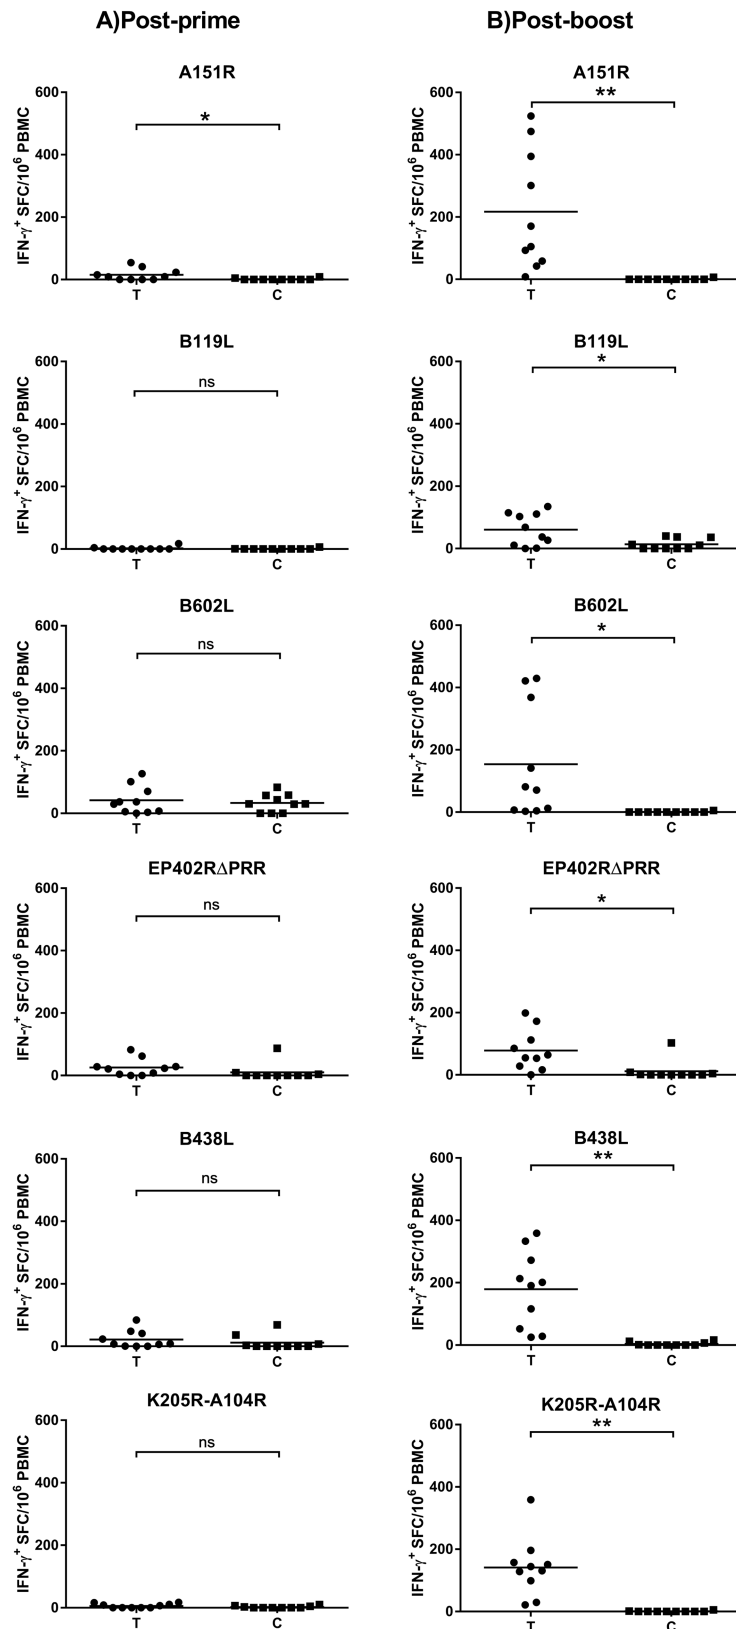 A)Post-prime
B)Post-boost
A151R
IFN-γ+ SFC/10^6 PBMC
600
400
200
0
*
T
C
A151R
IFN-γ+ SFC/10^6 PBMC
600
400
200
0
**
T
C
B119L
IFN-γ+ SFC/10^6 PBMC
600
400
200
0
ns
T
C
B119L
IFN-γ+ SFC/10^6 PBMC
600
400
200
0
*
T
C
B602L
IFN-γ+ SFC/10^6 PBMC
600
400
200
0
ns
T
C
B602L
IFN-γ+ SFC/10^6 PBMC
600
400
200
0
*
T
C
EP402RΔPRR
IFN-γ+ SFC/10^6 PBMC
600
400
200
0
ns
T
C
EP402RΔPRR
IFN-γ+ SFC/10^6 PBMC
600
400
200
0
*
T
C
B438L
IFN-γ+ SFC/10^6 PBMC
600
400
200
0
ns
T
C
B438L
IFN-γ+ SFC/10^6 PBMC
600
400
200
0
**
T
C
K205R-A104R
IFN-γ+ SFC/10^6 PBMC
600
400
200
0
ns
T
C
K205R-A104R
IFN-γ+ SFC/10^6 PBMC
600
400
200
0
**
T
C